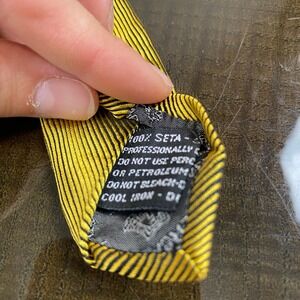 100% SETA -
PROFESSIONALLY
DO NOT USE PERC
OR PETROLEUM
DO NOT BLEACH-D
COOL IRON - D